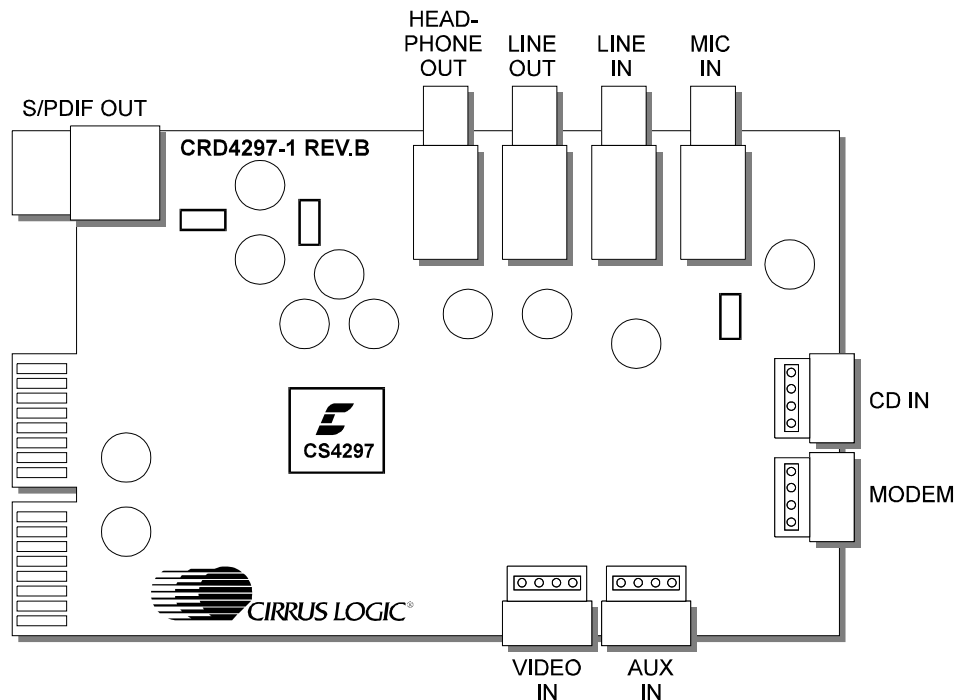 HEAD-
PHONE
OUT
LINE
OUT
LINE
IN
MIC
IN
S/PDIF OUT
CRD4297-1 REV.B
CS4297
CD IN
MODEM
CIRRUS LOGIC®
VIDEO
IN
AUX
IN